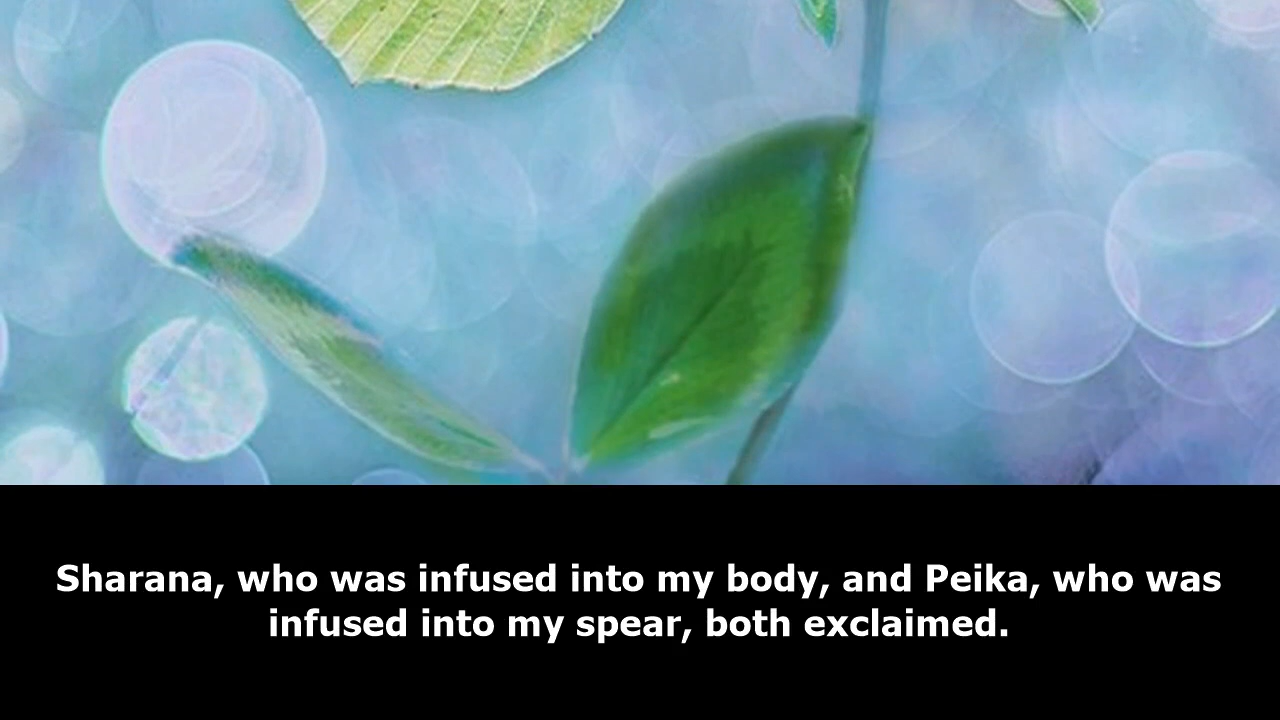 Sharana, who was infused into my body, and Peika, who was
infused into my spear, both exclaimed.